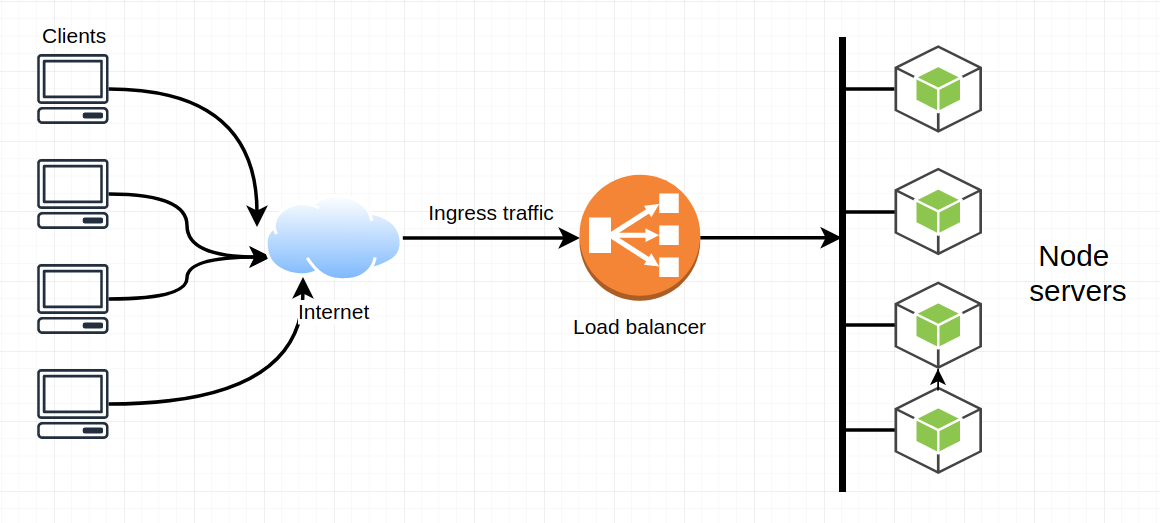 Clients
Ingress traffic
Internet
Load balancer
Node
servers